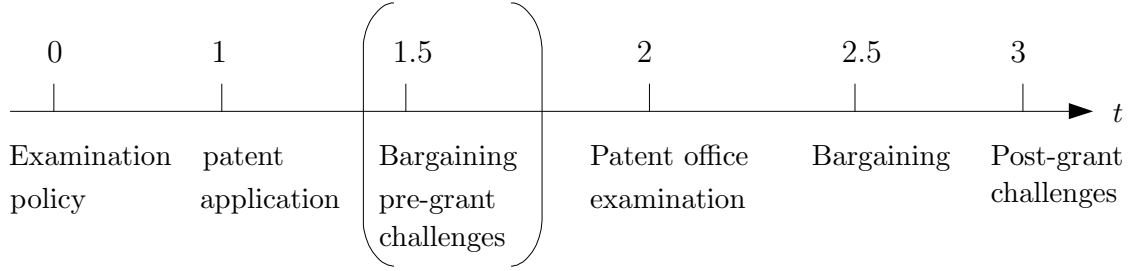 0 1 1.5 2 2.5 3
t
Examination patent Bargaining Patent office Bargaining Post-grant
policy application pre-grant examination challenges
challenges